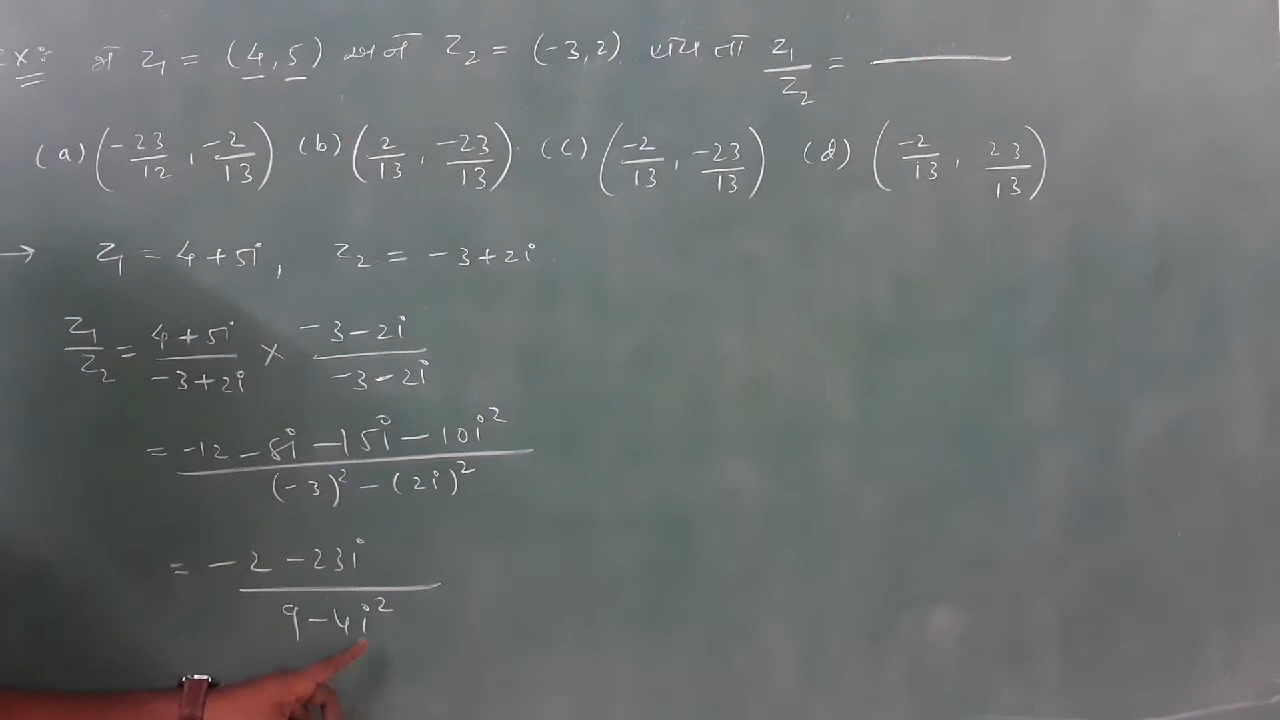 Ex: જો z₁ = (4, 5) અને z₂ = (-3, 2) હોય તો z₁/z₂ = ______
(a) (-23/12, -2/13) (b) (2/13, -23/13) (c) (-2/13, -23/13) (d) (-2/13, 23/13)
→ z₁ = 4 + 5i, z₂ = -3 + 2i
z₁/z₂ = (4 + 5i)/(-3 + 2i) × (-3 - 2i)/(-3 - 2i)
= (-12 - 8i - 15i - 10i²)/((-3)² - (2i)²)
= (-2 - 23i)/(9 - 4i²)